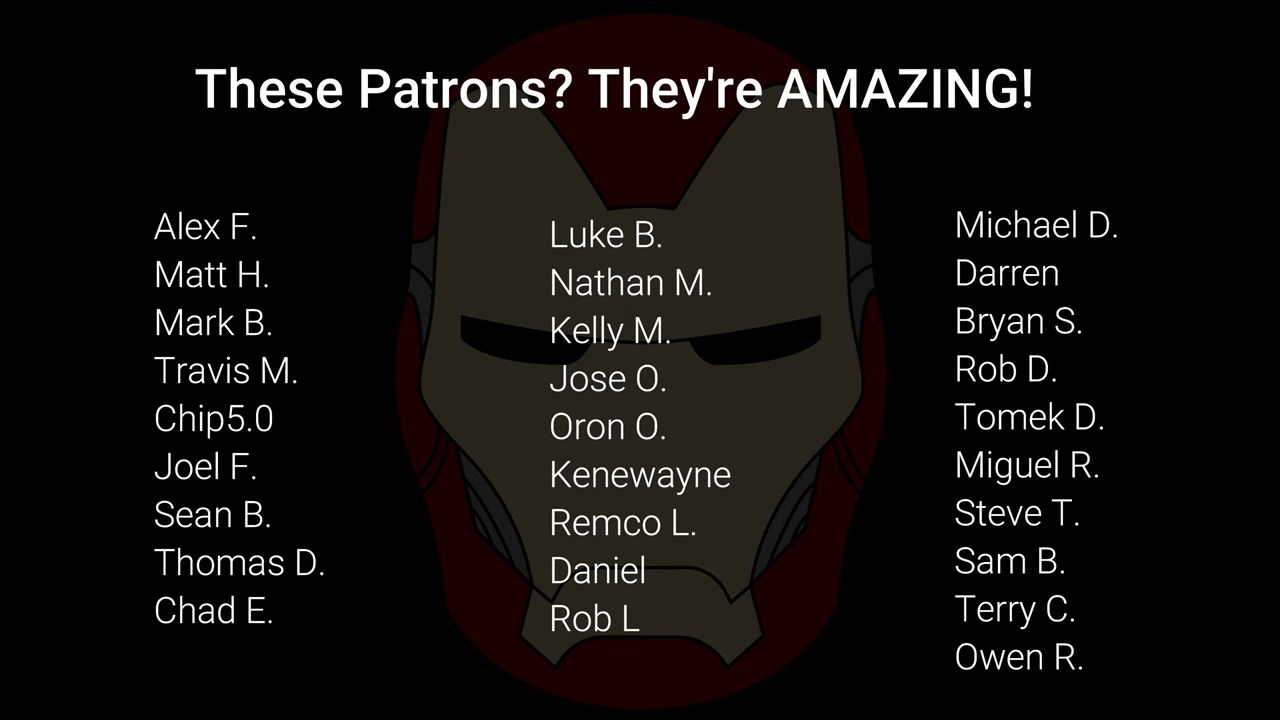 These Patrons? They're AMAZING!
Alex F.
Matt H.
Mark B.
Travis M.
Chip5.0
Joel F.
Sean B.
Thomas D.
Chad E.
Luke B.
Nathan M.
Kelly M.
Jose O.
Oron O.
Kenewayne
Remco L.
Daniel
Rob L
Michael D.
Darren
Bryan S.
Rob D.
Tomek D.
Miguel R.
Steve T.
Sam B.
Terry C.
Owen R.